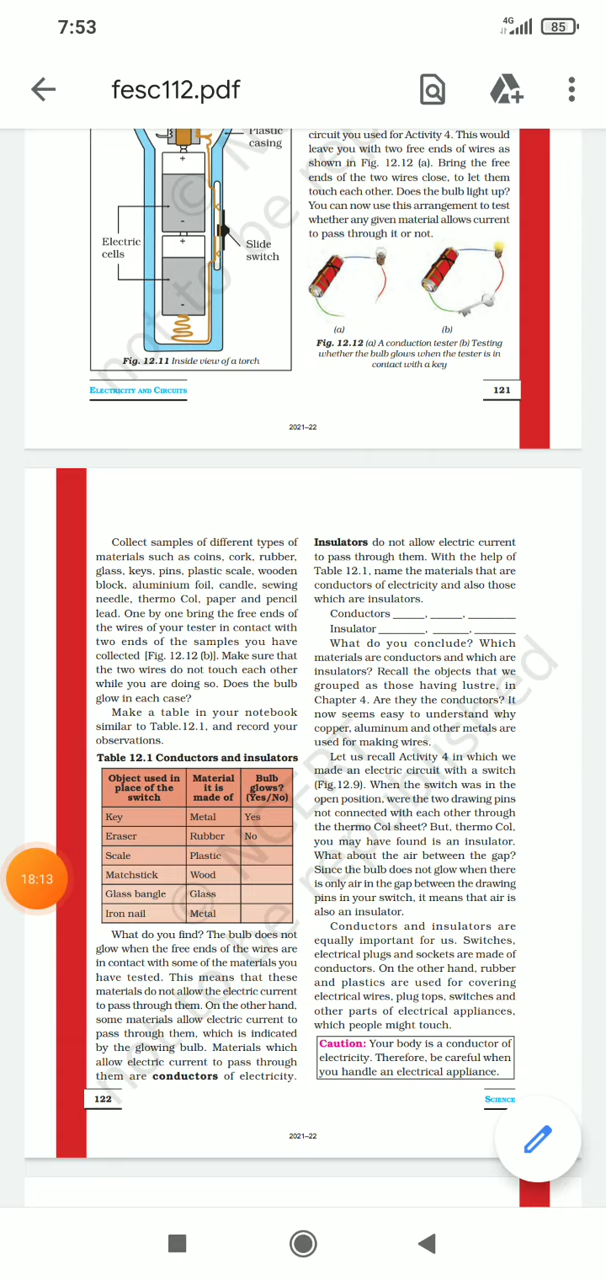 7:53
4G
85
fesc112.pdf
Plastic
casing
+
-
+
-
Electric
cells
Slide
switch
Fig. 12.11 Inside view of a torch
circuit you used for Activity 4. This would
leave you with two free ends of wires as
shown in Fig. 12.12 (a). Bring the free
ends of the two wires close, to let them
touch each other. Does the bulb light up?
You can now use this arrangement to test
whether any given material allows current
to pass through it or not.
(a)
(b)
Fig. 12.12 (a) A conduction tester (b) Testing
whether the bulb glows when the tester is in
contact with a key
ELECTRICITY AND CIRCUITS
121
2021–22
Collect samples of different types of
materials such as coins, cork, rubber,
glass, keys, pins, plastic scale, wooden
block, aluminium foil, candle, sewing
needle, thermo Col, paper and pencil
lead. One by one bring the free ends of
the wires of your tester in contact with
two ends of the samples you have
collected [Fig. 12.12 (b)]. Make sure that
the two wires do not touch each other
while you are doing so. Does the bulb
glow in each case?
Make a table in your notebook
similar to Table.12.1, and record your
observations.
Table 12.1 Conductors and insulators
Object used in place of the switch Material it is made of Bulb glows? (Yes/No)
Key Metal Yes
Eraser Rubber No
Scale Plastic
Matchstick Wood
Glass bangle Glass
Iron nail Metal
18:13
What do you find? The bulb does not
glow when the free ends of the wires are
in contact with some of the materials you
have tested. This means that these
materials do not allow the electric current
to pass through them. On the other hand,
some materials allow electric current to
pass through them, which is indicated
by the glowing bulb. Materials which
allow electric current to pass through
them are conductors of electricity.
Insulators do not allow electric current
to pass through them. With the help of
Table 12.1, name the materials that are
conductors of electricity and also those
which are insulators.
Conductors _____, _____, ________
Insulator ______, ______, _______
What do you conclude? Which
materials are conductors and which are
insulators? Recall the objects that we
grouped as those having lustre, in
Chapter 4. Are they the conductors? It
now seems easy to understand why
copper, aluminum and other metals are
used for making wires.
Let us recall Activity 4 in which we
made an electric circuit with a switch
(Fig.12.9). When the switch was in the
open position, were the two drawing pins
not connected with each other through
the thermo Col sheet? But, thermo Col,
you may have found is an insulator.
What about the air between the gap?
Since the bulb does not glow when there
is only air in the gap between the drawing
pins in your switch, it means that air is
also an insulator.
Conductors and insulators are
equally important for us. Switches,
electrical plugs and sockets are made of
conductors. On the other hand, rubber
and plastics are used for covering
electrical wires, plug tops, switches and
other parts of electrical appliances,
which people might touch.
Caution: Your body is a conductor of
electricity. Therefore, be careful when
you handle an electrical appliance.
© NCERT
not to be republished
122
SCIENCE
2021–22